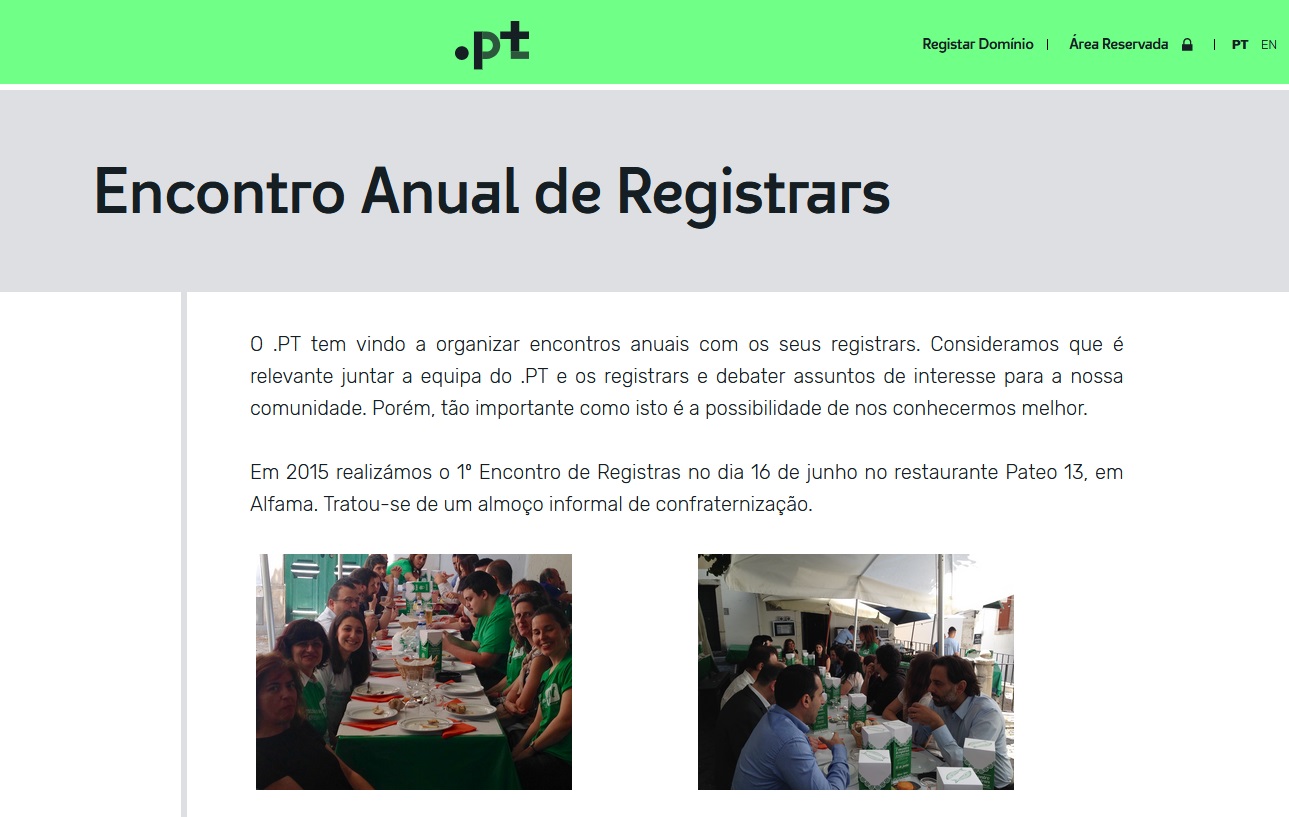 .pt
Registar Domínio | Área Reservada | PT EN
Encontro Anual de Registrars
O .PT tem vindo a organizar encontros anuais com os seus registrars. Consideramos que é
relevante juntar a equipa do .PT e os registrars e debater assuntos de interesse para a nossa
comunidade. Porém, tão importante como isto é a possibilidade de nos conhecermos melhor.
Em 2015 realizámos o 1º Encontro de Registras no dia 16 de junho no restaurante Pateo 13, em
Alfama. Tratou-se de um almoço informal de confraternização.